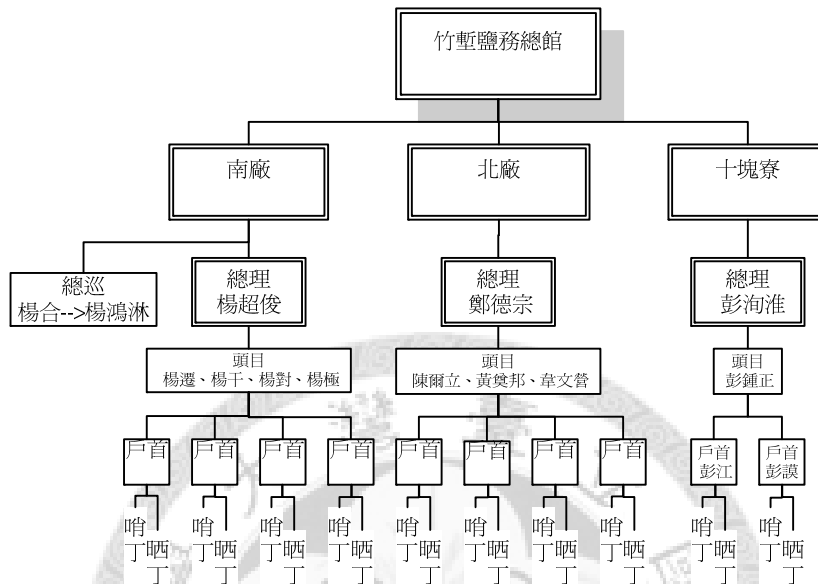 竹塹鹽務總館
南廠
北廠
十塊寮
總巡
楊合-->楊鴻淋
總理
楊超俊
總理
鄭德宗
總理
彭洵淮
頭目
楊遷、楊干、楊對、楊極
頭目
陳爾立、黃奠邦、韋文營
頭目
彭鍾正
戶首
戶首
戶首
戶首
戶首
戶首
戶首
戶首
戶首
彭江
戶首
彭謨
哨丁
晒丁
哨丁
晒丁
哨丁
晒丁
哨丁
晒丁
哨丁
晒丁
哨丁
晒丁
哨丁
晒丁
哨丁
晒丁
哨丁
晒丁
哨丁
晒丁